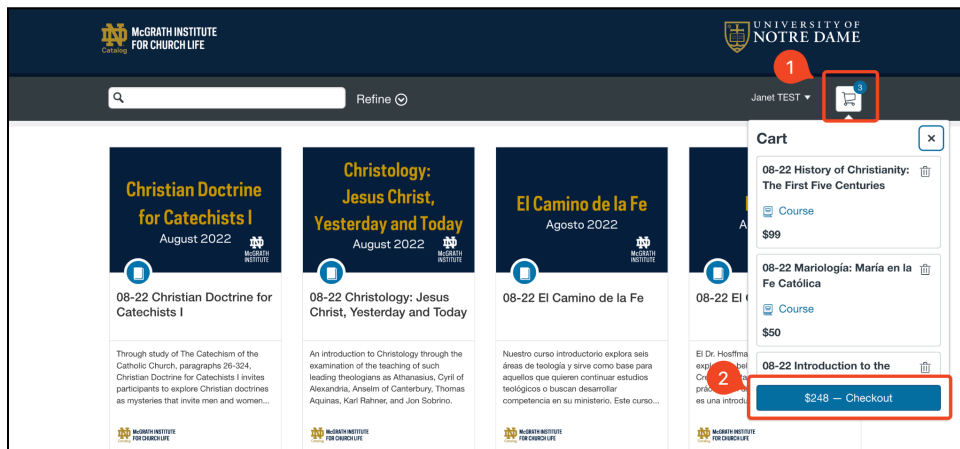 McGRATH INSTITUTE
FOR CHURCH LIFE
Catalog
UNIVERSITY OF
NOTRE DAME
1
Refine
Janet TEST
3
Cart
×
08-22 History of Christianity:
The First Five Centuries
Course
$99
08-22 Mariología: María en la
Fe Católica
Course
$50
08-22 Introduction to the
2
$248 — Checkout
Christian Doctrine
for Catechists I
August 2022
McGRATH
INSTITUTE
08-22 Christian Doctrine for
Catechists I
Through study of The Catechism of the
Catholic Church, paragraphs 26-324,
Christian Doctrine for Catechists I invites
participants to explore Christian doctrines
as mysteries that invite men and women...
McGRATH INSTITUTE
FOR CHURCH LIFE
Catalog
Christology:
Jesus Christ,
Yesterday and Today
August 2022
McGRATH
INSTITUTE
08-22 Christology: Jesus
Christ, Yesterday and Today
An introduction to Christology through the
examination of the teaching of such
leading theologians as Athanasius, Cyril of
Alexandria, Anselm of Canterbury, Thomas
Aquinas, Karl Rahner, and Jon Sobrino.
McGRATH INSTITUTE
FOR CHURCH LIFE
Catalog
El Camino de la Fe
Agosto 2022
McGRATH
INSTITUTE
08-22 El Camino de la Fe
Nuestro curso introductorio explora seis
áreas de teología y sirve como base para
aquellos que quieren continuar estudios
teológicos o buscan desarrollar
competencia en su ministerio. Este curso...
McGRATH INSTITUTE
FOR CHURCH LIFE
Catalog
08-22 El
El Dr. Hosffma
es una introdu
McGRATH INSTITUTE
FOR CHURCH LIFE
Catalog